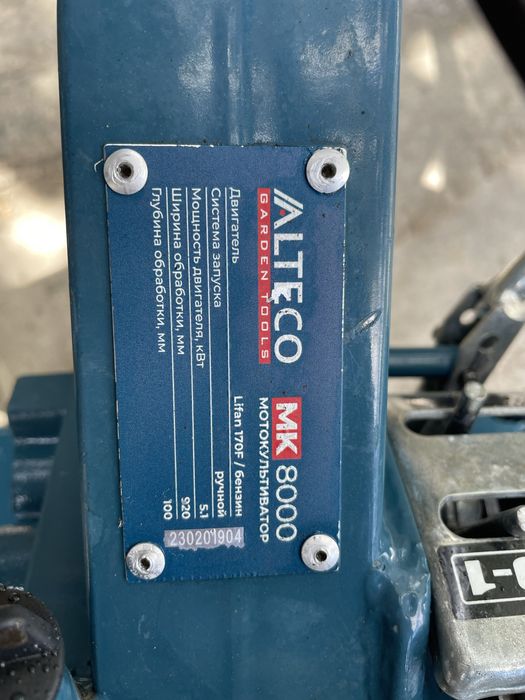 ALTECO
GARDEN TOOLS
MK 8000
МОТОКУЛЬТИВАТОР
Двигатель Lifan 170F / бензин
Система запуска ручной
Мощность двигателя, кВт 5.1
Ширина обработки, мм 920
Глубина обработки, мм 100
230201904
-1